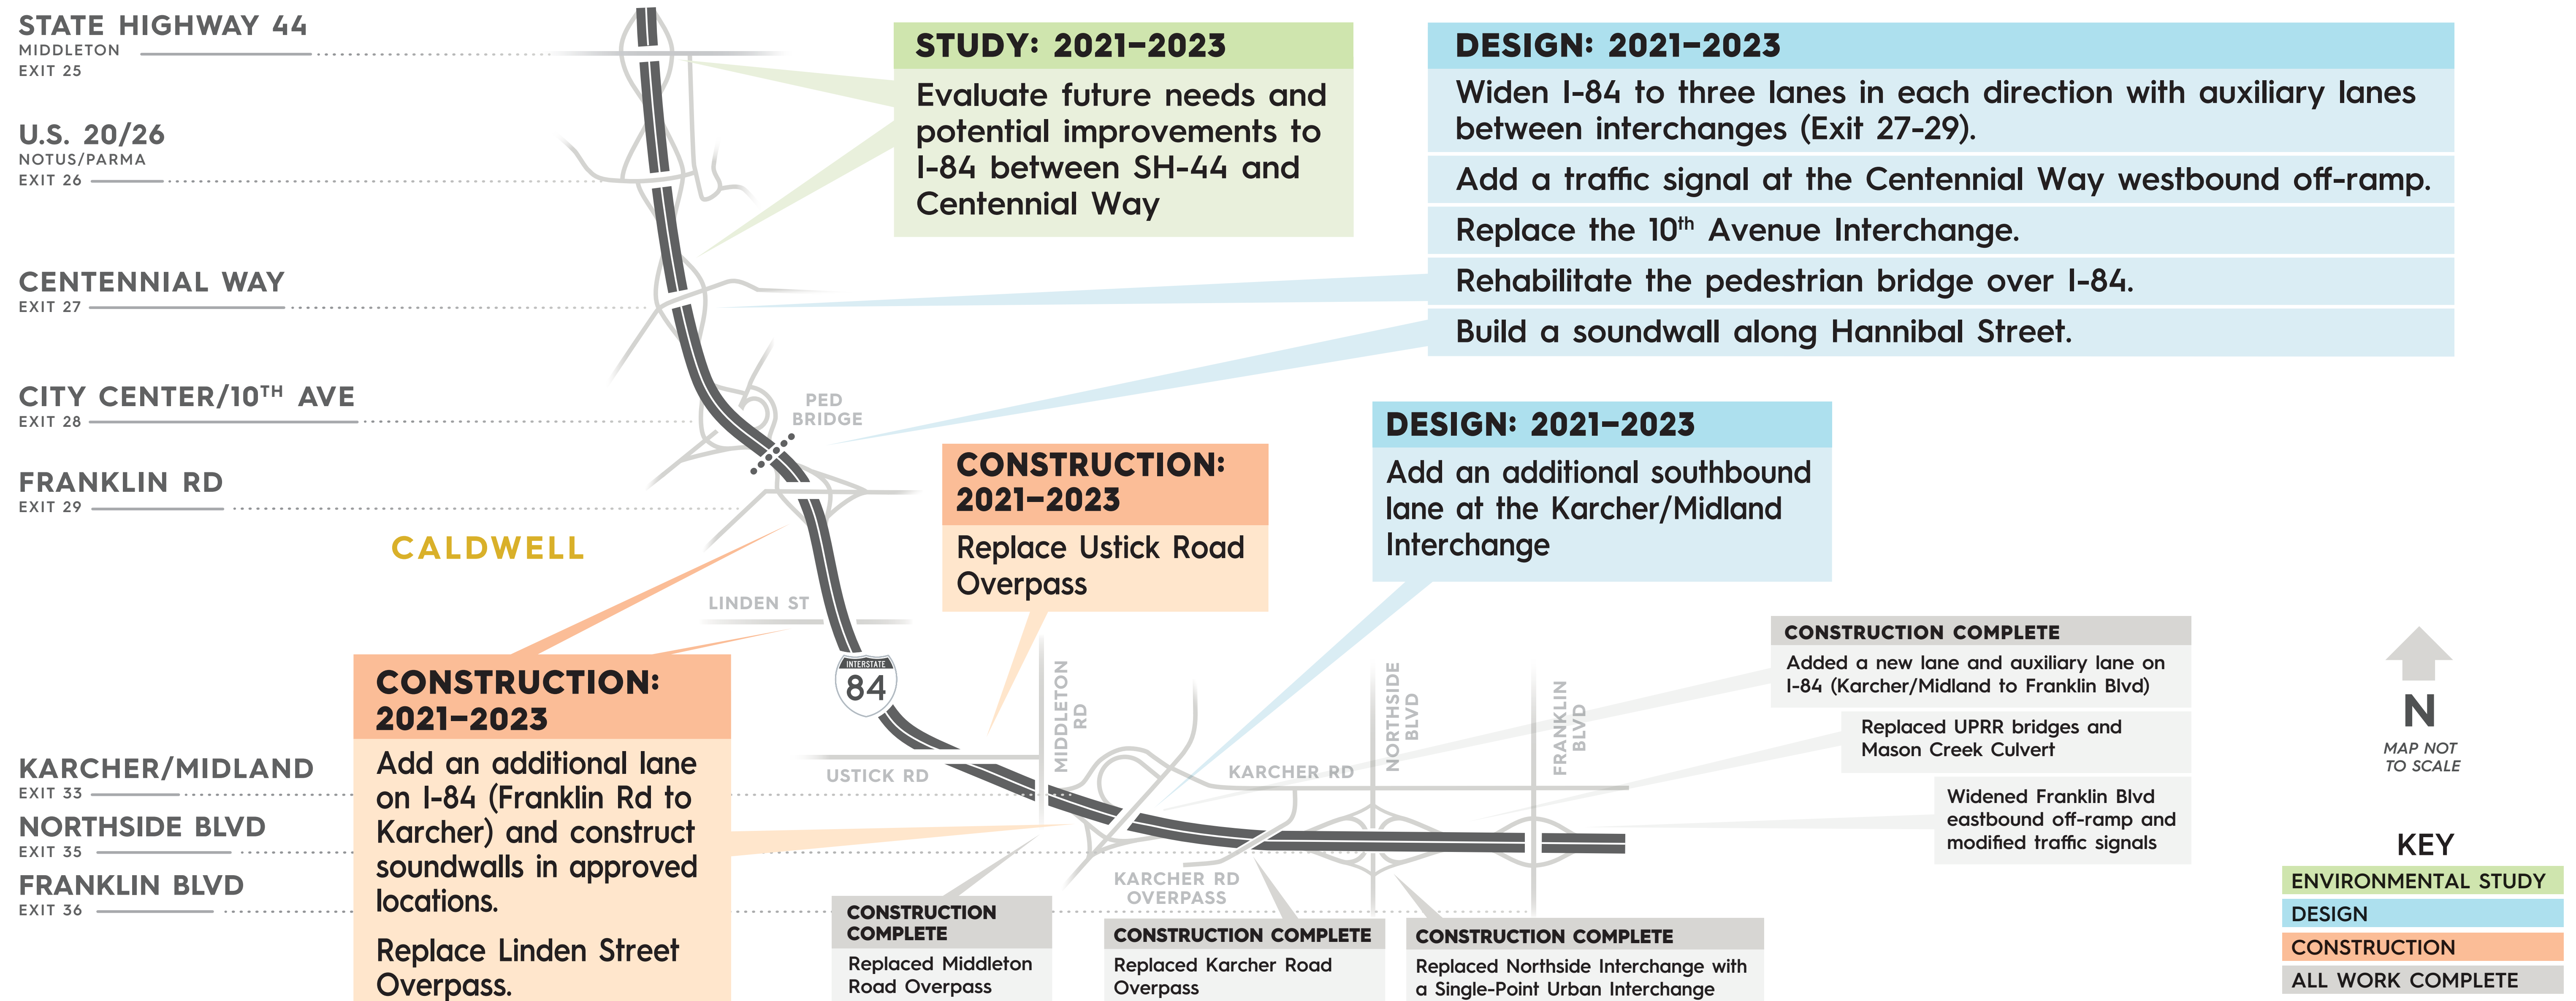 STATE HIGHWAY 44
MIDDLETON
EXIT 25
U.S. 20/26
NOTUS/PARMA
EXIT 26
CENTENNIAL WAY
EXIT 27
CITY CENTER/10TH AVE
EXIT 28
FRANKLIN RD
EXIT 29
CALDWELL
KARCHER/MIDLAND
EXIT 33
NORTHSIDE BLVD
EXIT 35
FRANKLIN BLVD
EXIT 36
STUDY: 2021–2023
Evaluate future needs and
potential improvements to
I-84 between SH-44 and
Centennial Way
DESIGN: 2021–2023
Widen I-84 to three lanes in each direction with auxiliary lanes
between interchanges (Exit 27-29).
Add a traffic signal at the Centennial Way westbound off-ramp.
Replace the 10th Avenue Interchange.
Rehabilitate the pedestrian bridge over I-84.
Build a soundwall along Hannibal Street.
PED
BRIDGE
CONSTRUCTION:
2021–2023
Replace Ustick Road
Overpass
DESIGN: 2021–2023
Add an additional southbound
lane at the Karcher/Midland
Interchange
LINDEN ST
INTERSTATE
84
CONSTRUCTION:
2021–2023
Add an additional lane
on I-84 (Franklin Rd to
Karcher) and construct
soundwalls in approved
locations.
Replace Linden Street
Overpass.
USTICK RD
MIDDLETON
RD
KARCHER RD
NORTHSIDE
BLVD
FRANKLIN
BLVD
KARCHER RD
OVERPASS
CONSTRUCTION COMPLETE
Added a new lane and auxiliary lane on
I-84 (Karcher/Midland to Franklin Blvd)
Replaced UPRR bridges and
Mason Creek Culvert
Widened Franklin Blvd
eastbound off-ramp and
modified traffic signals
CONSTRUCTION
COMPLETE
Replaced Middleton
Road Overpass
CONSTRUCTION COMPLETE
Replaced Karcher Road
Overpass
CONSTRUCTION COMPLETE
Replaced Northside Interchange with
a Single-Point Urban Interchange
N
MAP NOT
TO SCALE
KEY
ENVIRONMENTAL STUDY
DESIGN
CONSTRUCTION
ALL WORK COMPLETE